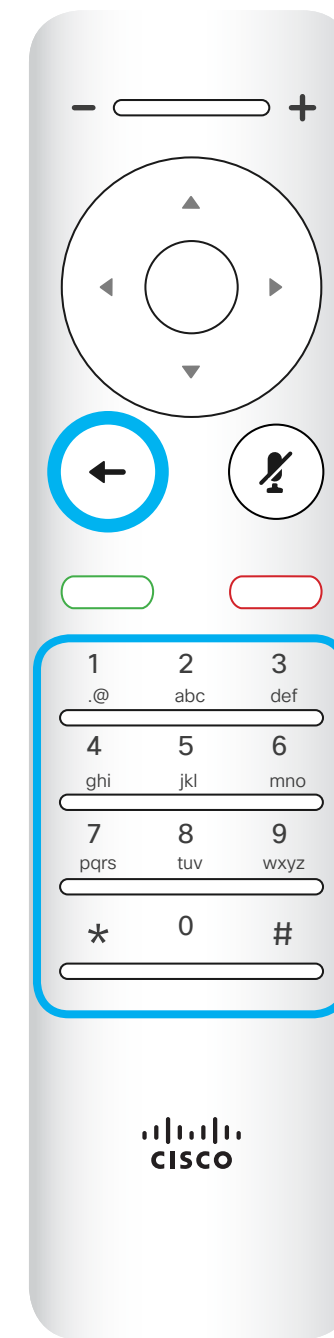 − +
1 2 3
.@ abc def
4 5 6
ghi jkl mno
7 8 9
pqrs tuv wxyz
* 0 #
CISCO